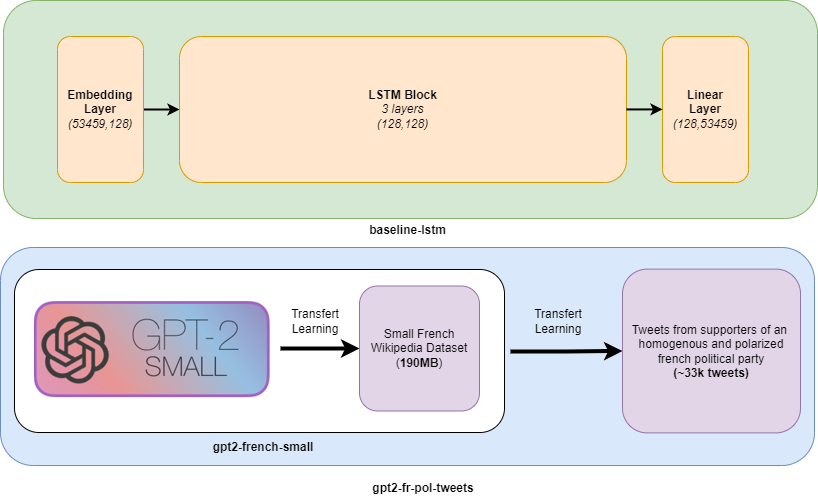 Embedding
Layer
(53459,128)
LSTM Block
3 layers
(128,128)
Linear
Layer
(128,53459)
baseline-lstm
GPT-2
SMALL
Transfert
Learning
Small French
Wikipedia Dataset
(190MB)
Transfert
Learning
Tweets from supporters of an
homogenous and polarized
french political party
(~33k tweets)
gpt2-french-small
gpt2-fr-pol-tweets